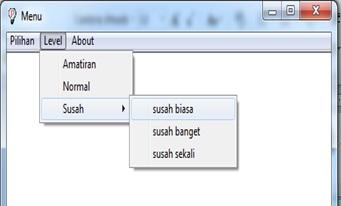 Menu
Pilihan Level About
Amatiran
Normal
Susah
susah biasa
susah banget
susah sekali